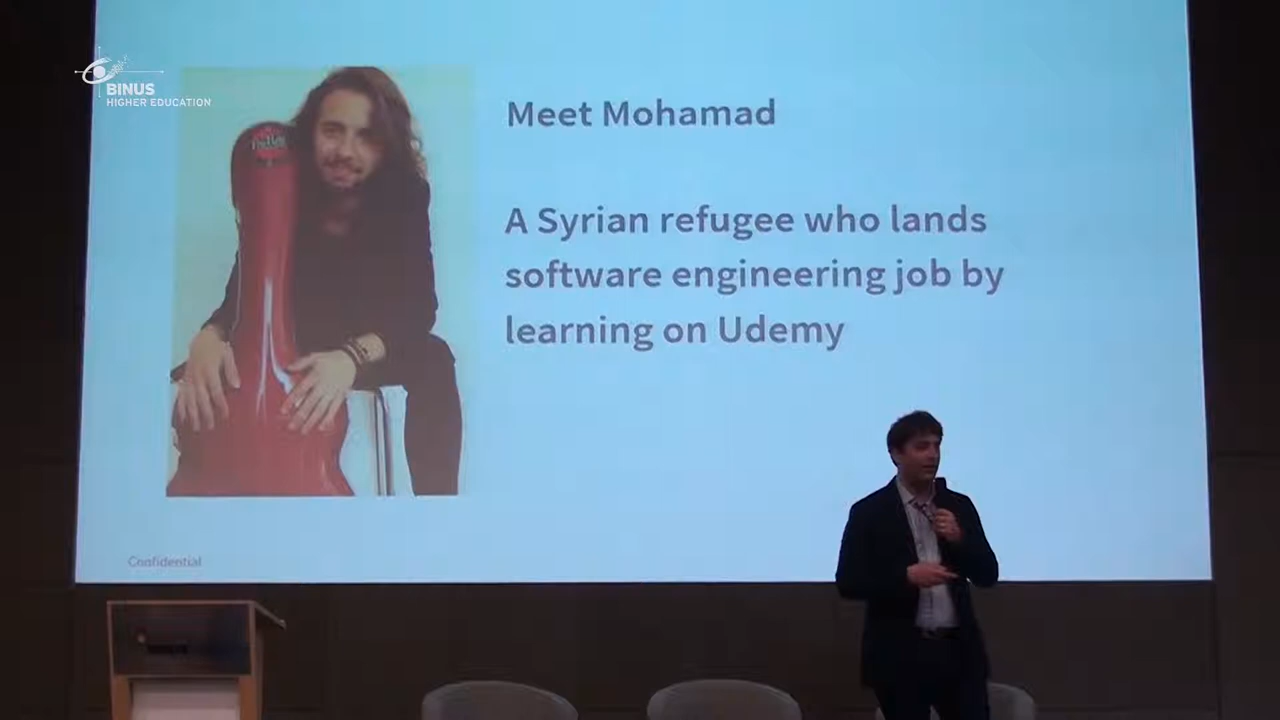 BINUS
HIGHER EDUCATION
Meet Mohamad
A Syrian refugee who lands
software engineering job by
learning on Udemy
Confidential